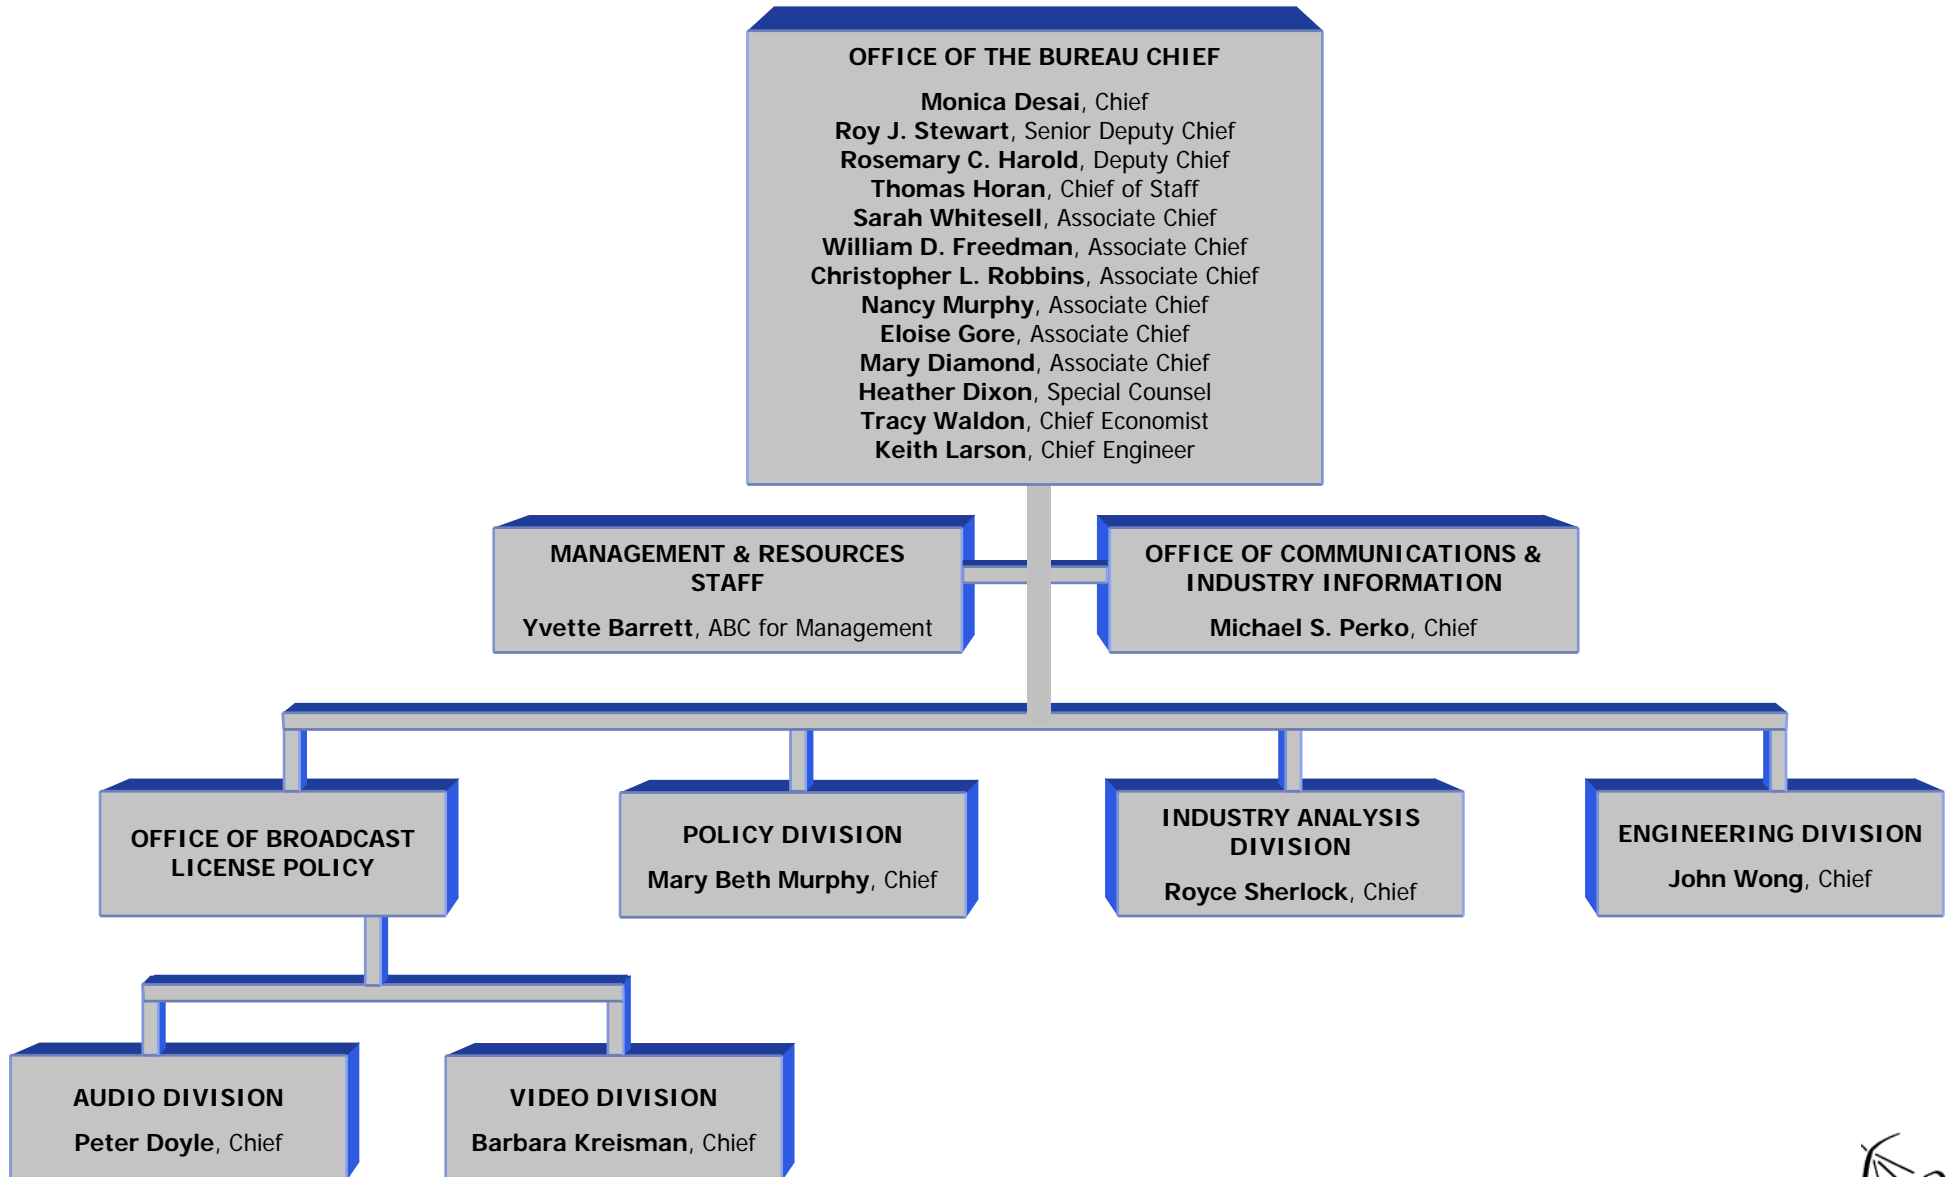 OFFICE OF THE BUREAU CHIEF
Monica Desai, Chief
Roy J. Stewart, Senior Deputy Chief
Rosemary C. Harold, Deputy Chief
Thomas Horan, Chief of Staff
Sarah Whitesell, Associate Chief
William D. Freedman, Associate Chief
Christopher L. Robbins, Associate Chief
Nancy Murphy, Associate Chief
Eloise Gore, Associate Chief
Mary Diamond, Associate Chief
Heather Dixon, Special Counsel
Tracy Waldon, Chief Economist
Keith Larson, Chief Engineer
MANAGEMENT & RESOURCES
STAFF
Yvette Barrett, ABC for Management
OFFICE OF COMMUNICATIONS &
INDUSTRY INFORMATION
Michael S. Perko, Chief
OFFICE OF BROADCAST
LICENSE POLICY
POLICY DIVISION
Mary Beth Murphy, Chief
INDUSTRY ANALYSIS
DIVISION
Royce Sherlock, Chief
ENGINEERING DIVISION
John Wong, Chief
AUDIO DIVISION
Peter Doyle, Chief
VIDEO DIVISION
Barbara Kreisman, Chief